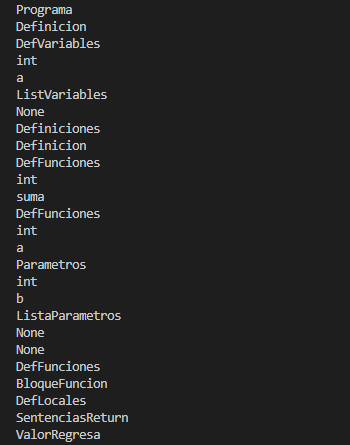 Programa
Definicion
DefVariables
int
a
ListVariables
None
Definiciones
Definicion
DefFunciones
int
suma
DefFunciones
int
a
Parametros
int
b
ListaParametros
None
None
DefFunciones
BloqueFuncion
DefLocales
SentenciasReturn
ValorRegresa